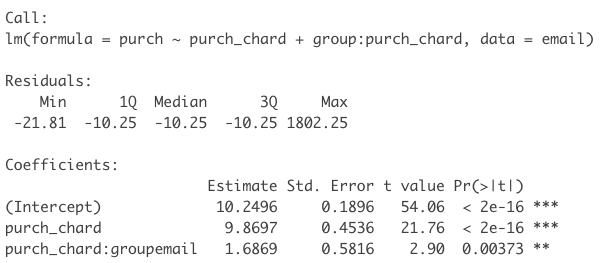 Call:
lm(formula = purch ~ purch_chard + group:purch_chard, data = email)
Residuals:
Min 1Q Median 3Q Max
-21.81 -10.25 -10.25 -10.25 1802.25
Coefficients:
Estimate Std. Error t value Pr(>|t|)
(Intercept) 10.2496 0.1896 54.06 < 2e-16 ***
purch_chard 9.8697 0.4536 21.76 < 2e-16 ***
purch_chard:groupemail 1.6869 0.5816 2.90 0.00373 **